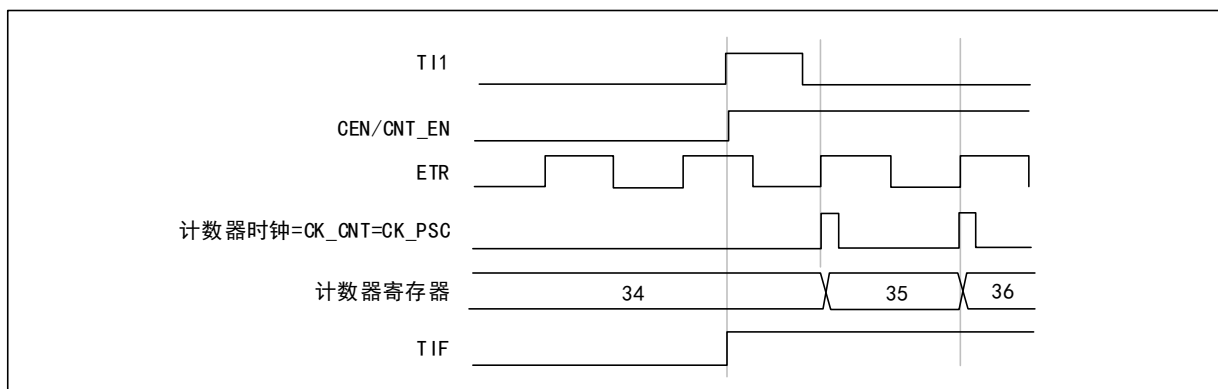 TI1
CEN/CNT_EN
ETR
计数器时钟=CK_CNT=CK_PSC
计数器寄存器 34 35 36
TIF